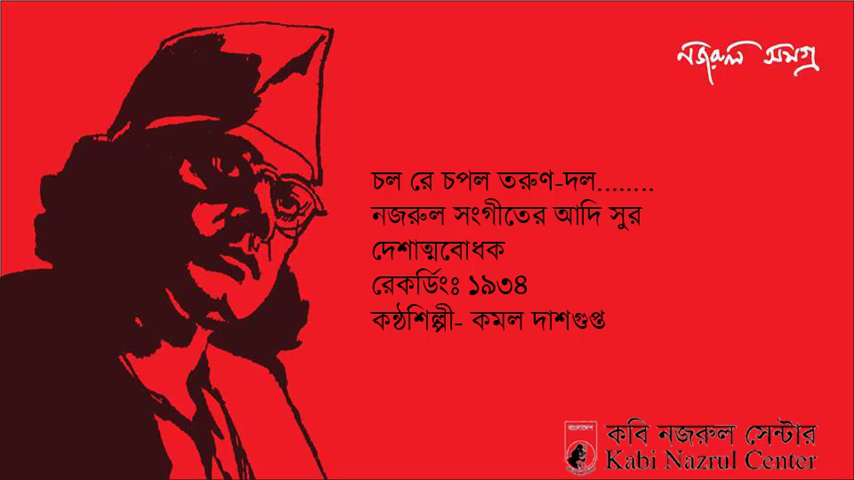 নজরুল সমগ্র
চল রে চপল তরুণ-দল........
নজরুল সংগীতের আদি সুর
দেশাত্মবোধক
রেকর্ডিংঃ ১৯৩৪
কন্ঠশিল্পী- কমল দাশগুপ্ত
বাংলাদেশ
কবি নজরুল সেন্টার
Kabi Nazrul Center